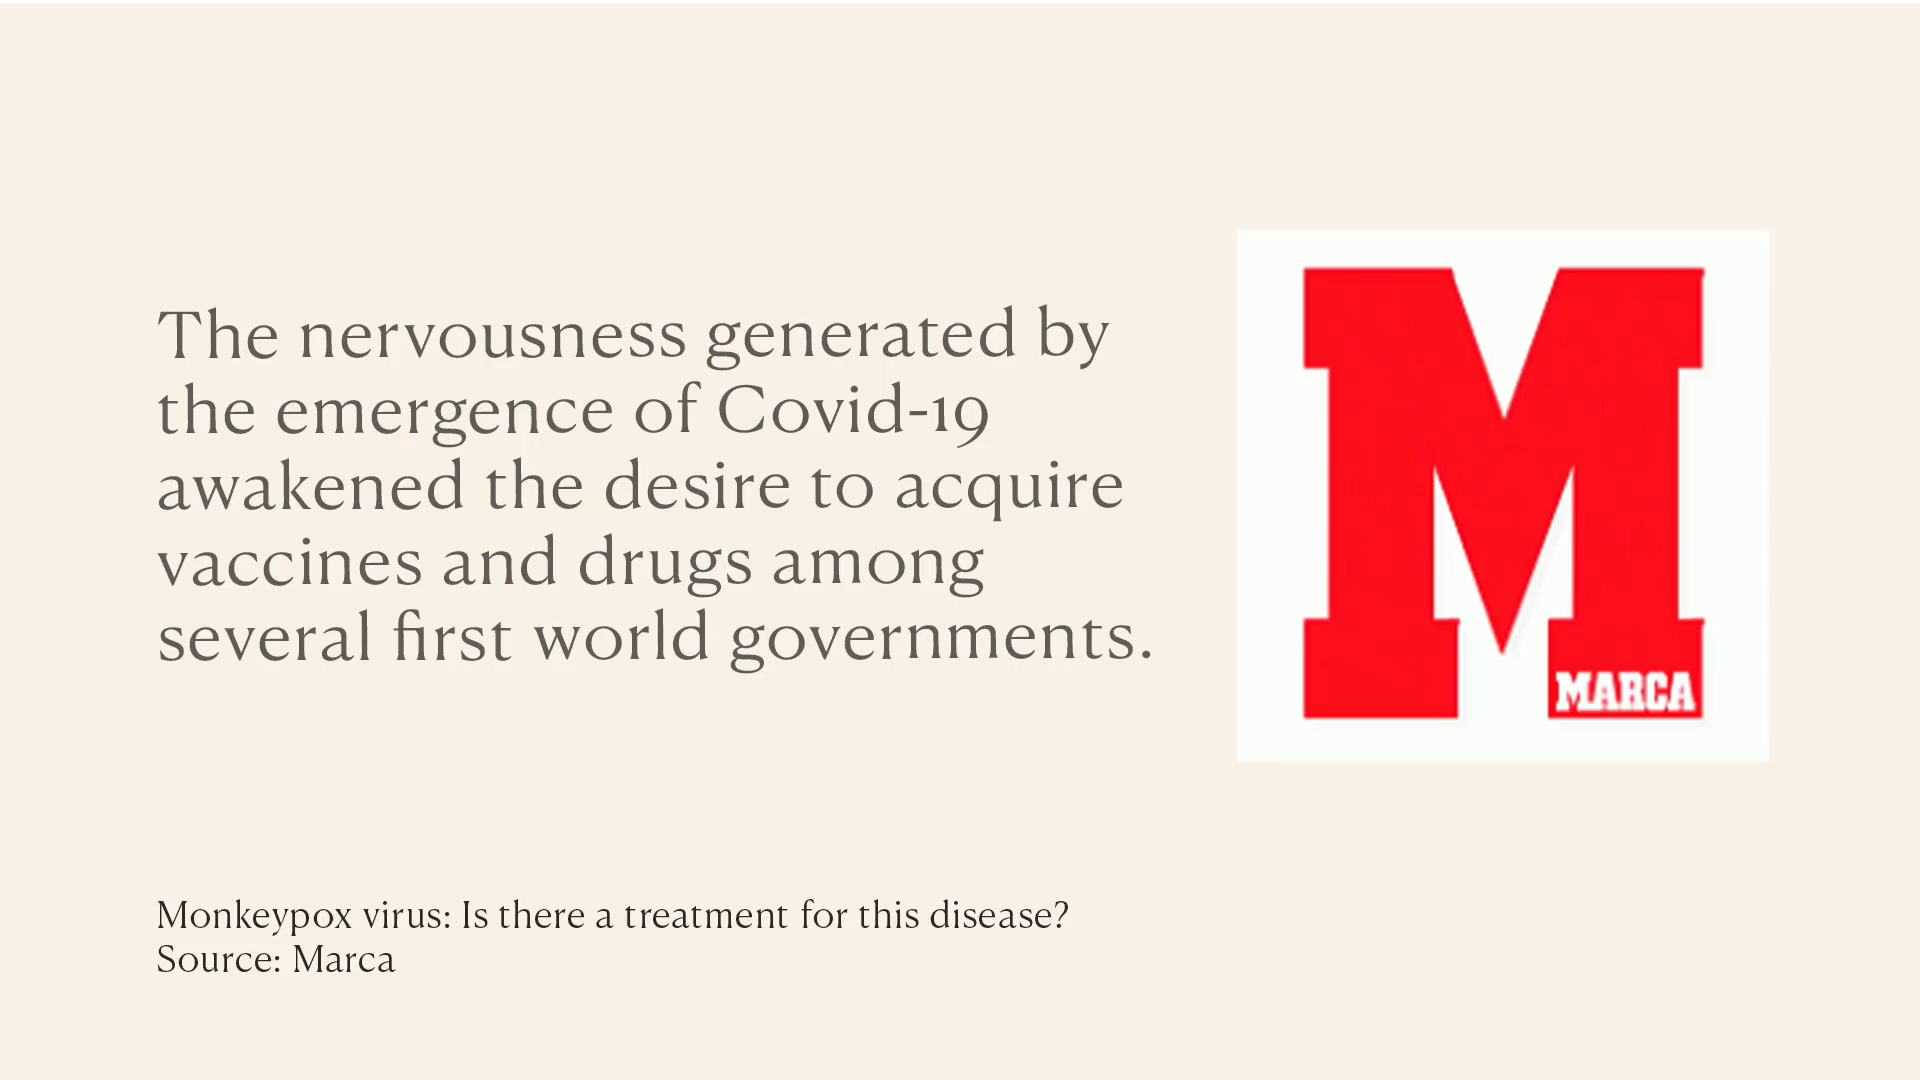 The nervousness generated by
the emergence of Covid-19
awakened the desire to acquire
vaccines and drugs among
several first world governments.
M
MARCA
Monkeypox virus: Is there a treatment for this disease?
Source: Marca